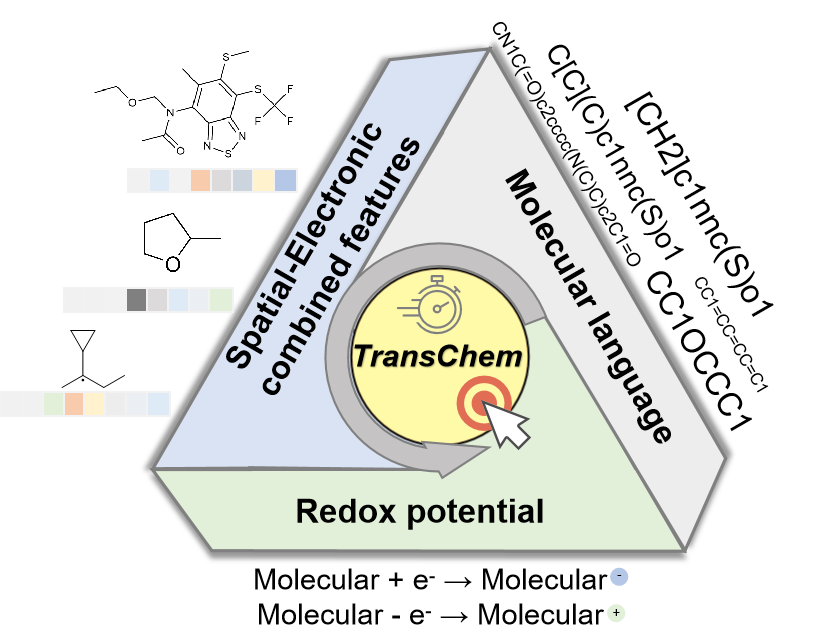 S
S
F
F
F
N
O
O
N
S
N
O
Spatial-Electronic
combined features
CN1C(=O)c2cccc(N(C)C)c2C1=O
C[C](C)c1nnc(S)o1
[CH2]c1nnc(S)o1
CC1OCCC1
CC1=CC=CC=C1
Molecular language
TransChem
Redox potential
Molecular + e- → Molecular -
Molecular - e- → Molecular +